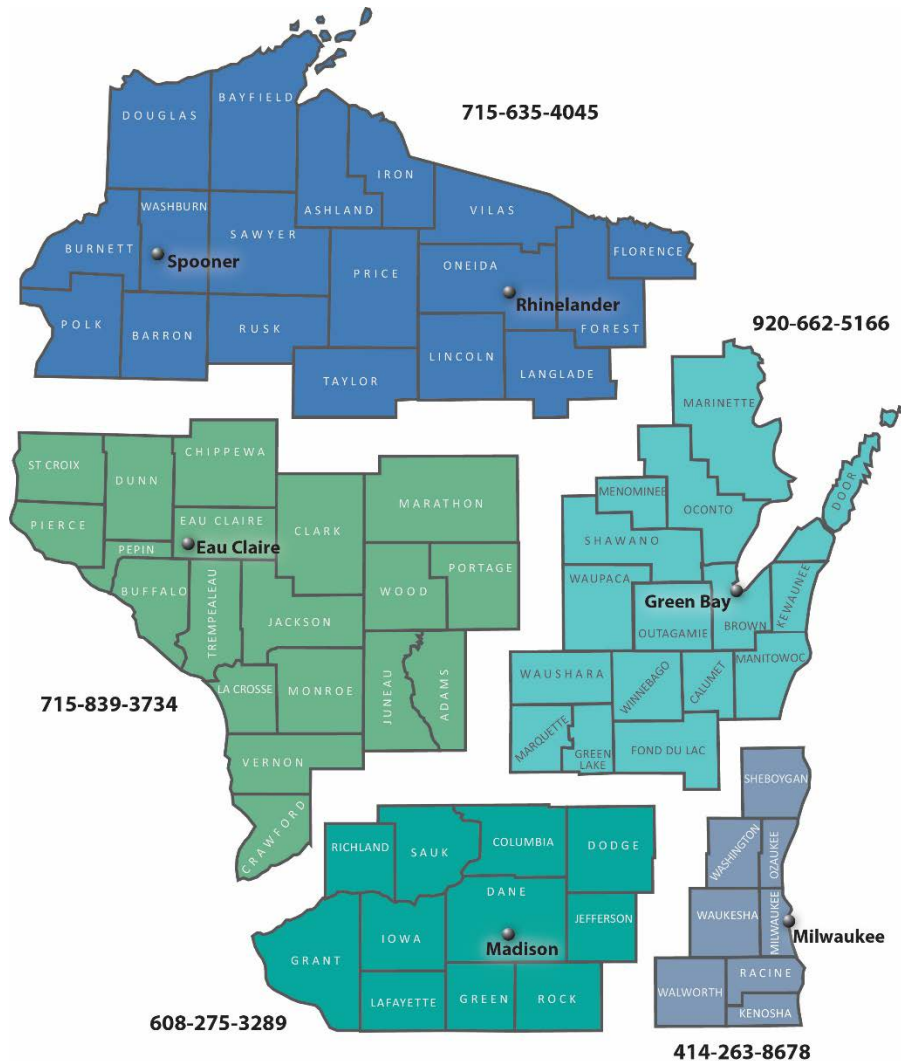 715-635-4045
BAYFIELD
DOUGLAS
IRON
WASHBURN
ASHLAND
VILAS
SAWYER
BURNETT
FLORENCE
Spooner
PRICE
ONEIDA
Rhinelander
POLK
BARRON
RUSK
FOREST
LINCOLN
TAYLOR
LANGLADE
920-662-5166
MARINETTE
DOOR
MENOMINEE
OCONTO
SHAWANO
WAUPACA
Green Bay
OUTAGAMIE
BROWN
KEWAUNEE
WAUSHARA
WINNEBAGO
CALUMET
MANITOWOC
MARQUETTE
GREEN
LAKE
FOND DU LAC
CHIPPEWA
ST CROIX
DUNN
MARATHON
PIERCE
EAU CLAIRE
CLARK
Eau Claire
PEPIN
PORTAGE
BUFFALO
WOOD
TREMPEALEAU
JACKSON
LA CROSSE
MONROE
JUNEAU
ADAMS
715-839-3734
VERNON
CRAWFORD
RICHLAND
SAUK
COLUMBIA
DODGE
DANE
IOWA
JEFFERSON
Madison
GRANT
LAFAYETTE
GREEN
ROCK
608-275-3289
SHEBOYGAN
WASHINGTON
OZAUKEE
WAUKESHA
MILWAUKEE
Milwaukee
RACINE
WALWORTH
KENOSHA
414-263-8678